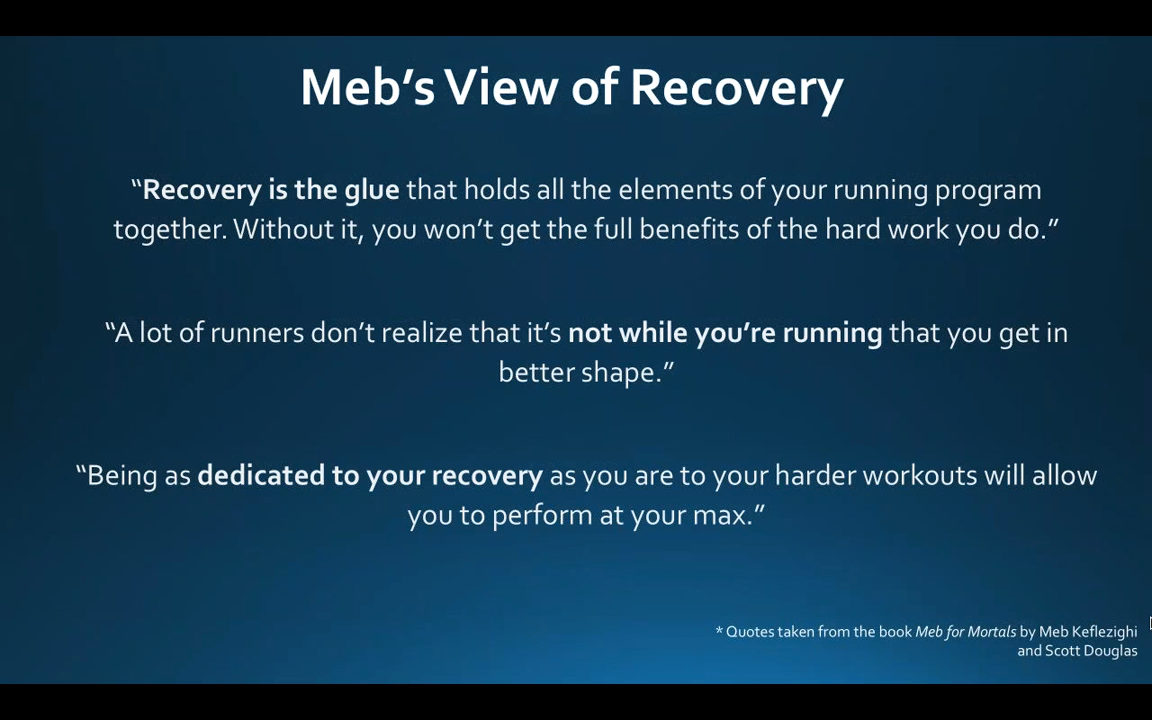 Meb’s View of Recovery
“Recovery is the glue that holds all the elements of your running program
together. Without it, you won’t get the full benefits of the hard work you do.”
“A lot of runners don’t realize that it’s not while you’re running that you get in
better shape.”
“Being as dedicated to your recovery as you are to your harder workouts will allow
you to perform at your max.”
* Quotes taken from the book Meb for Mortals by Meb Keflezighi
and Scott Douglas